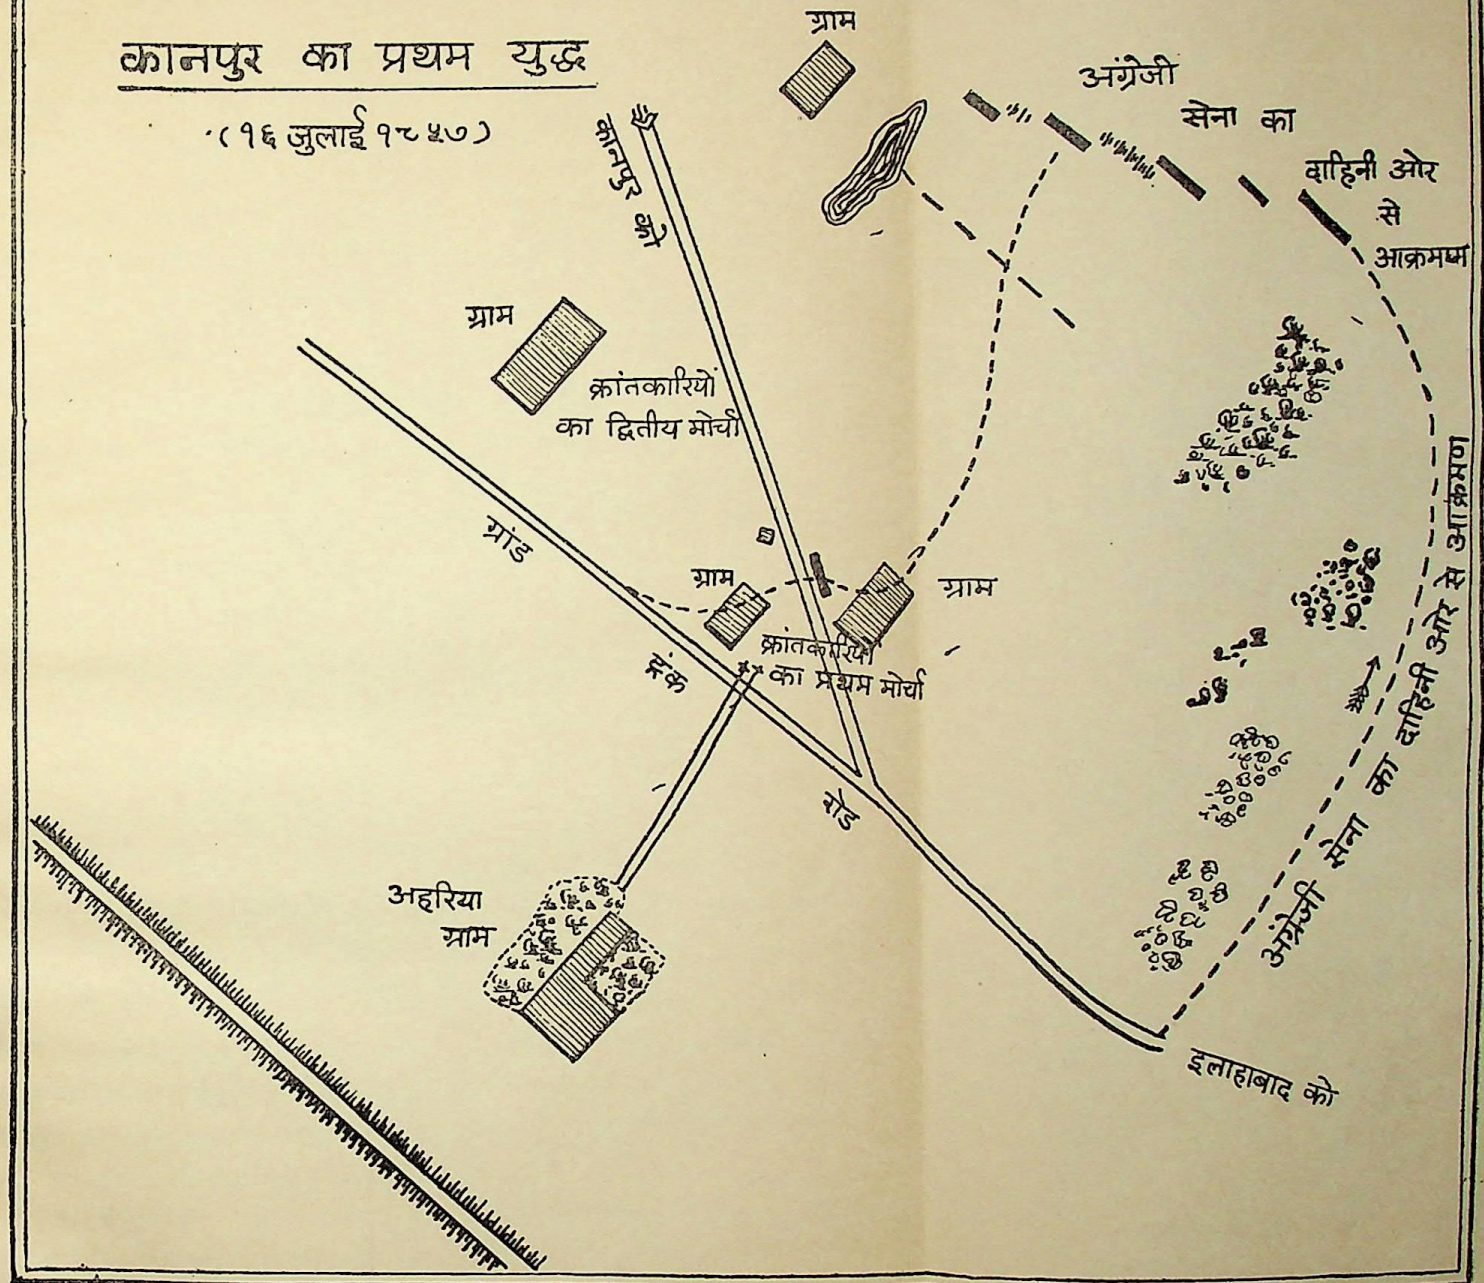 कानपुर का प्रथम युद्ध
(१६ जुलाई १८५७)
ग्राम
अंग्रेजी
सेना का
दाहिनी ओर
से
आक्रमण
कानपुर को
ग्राम
क्रांतकारियों
का द्वितीय मोर्चा
ग्रांड
ग्राम
ग्राम
क्रांतकारियों
का प्रथम मोर्चा
ट्रंक
रोड
अंग्रेजी सेना का दाहिनी ओर से आक्रमण
अहरिया
ग्राम
इलाहाबाद को